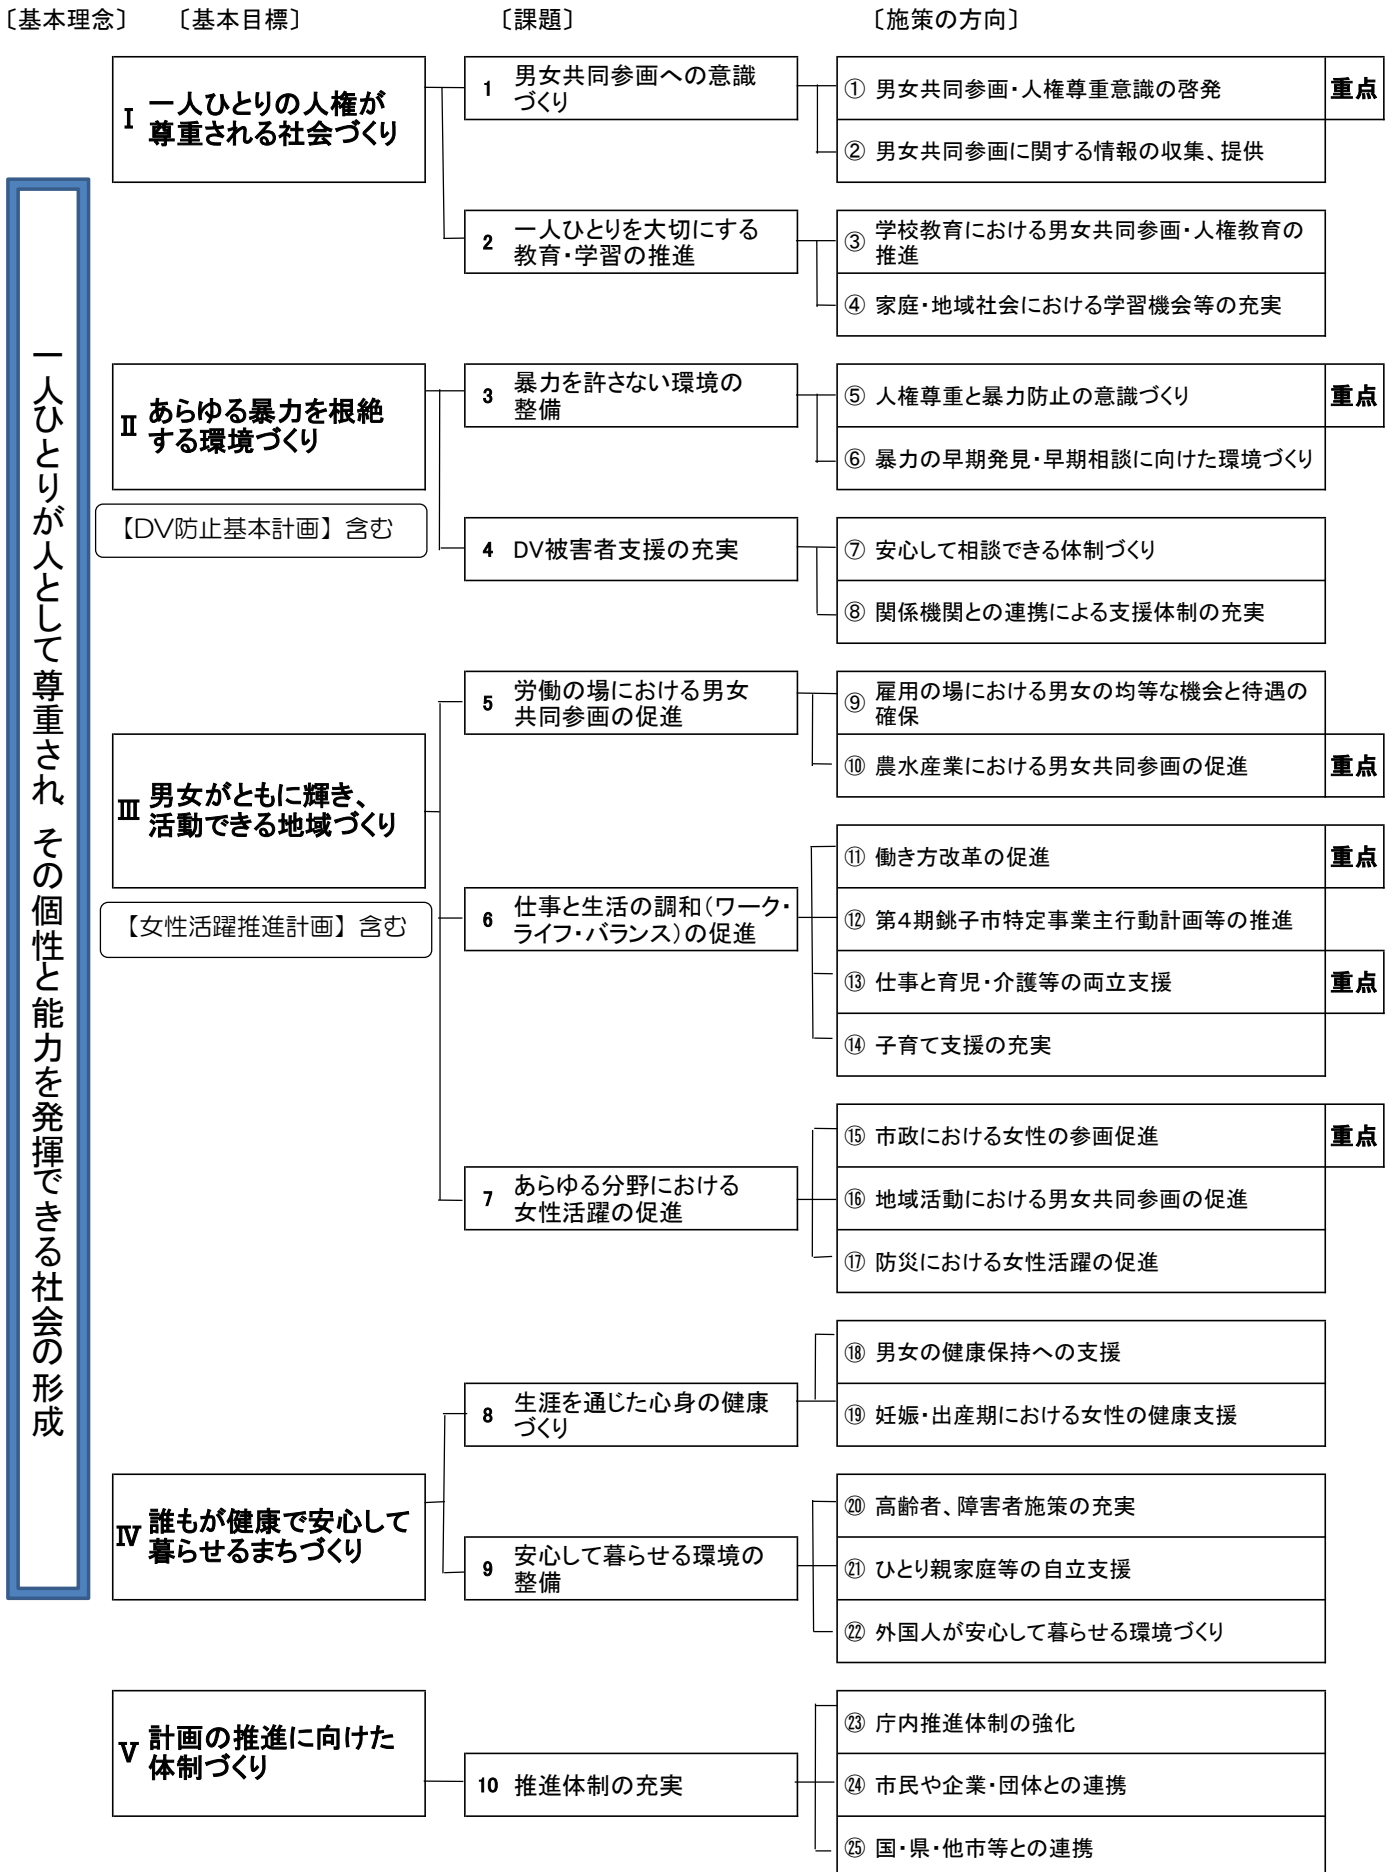 〔基本理念〕 〔基本目標〕 〔課題〕 〔施策の方向〕
一人ひとりが人として尊重され、その個性と能力を発揮できる社会の形成
Ⅰ 一人ひとりの人権が
尊重される社会づくり
1 男女共同参画への意識
づくり
① 男女共同参画・人権尊重意識の啓発 重点
② 男女共同参画に関する情報の収集、提供
2 一人ひとりを大切にする
教育・学習の推進
③ 学校教育における男女共同参画・人権教育の
推進
④ 家庭・地域社会における学習機会等の充実
Ⅱ あらゆる暴力を根絶
する環境づくり
【DV防止基本計画】含む
3 暴力を許さない環境の
整備
⑤ 人権尊重と暴力防止の意識づくり 重点
⑥ 暴力の早期発見・早期相談に向けた環境づくり
4 DV被害者支援の充実
⑦ 安心して相談できる体制づくり
⑧ 関係機関との連携による支援体制の充実
Ⅲ 男女がともに輝き、
活動できる地域づくり
【女性活躍推進計画】含む
5 労働の場における男女
共同参画の促進
⑨ 雇用の場における男女の均等な機会と待遇の
確保
⑩ 農水産業における男女共同参画の促進 重点
6 仕事と生活の調和（ワーク・
ライフ・バランス）の促進
⑪ 働き方改革の促進 重点
⑫ 第4期銚子市特定事業主行動計画等の推進
⑬ 仕事と育児・介護等の両立支援 重点
⑭ 子育て支援の充実
7 あらゆる分野における
女性活躍の促進
⑮ 市政における女性の参画促進 重点
⑯ 地域活動における男女共同参画の促進
⑰ 防災における女性活躍の促進
Ⅳ 誰もが健康で安心して
暮らせるまちづくり
8 生涯を通じた心身の健康
づくり
⑱ 男女の健康保持への支援
⑲ 妊娠・出産期における女性の健康支援
9 安心して暮らせる環境の
整備
⑳ 高齢者、障害者施策の充実
㉑ ひとり親家庭等の自立支援
㉒ 外国人が安心して暮らせる環境づくり
Ⅴ 計画の推進に向けた
体制づくり
10 推進体制の充実
㉓ 庁内推進体制の強化
㉔ 市民や企業・団体との連携
㉕ 国・県・他市等との連携